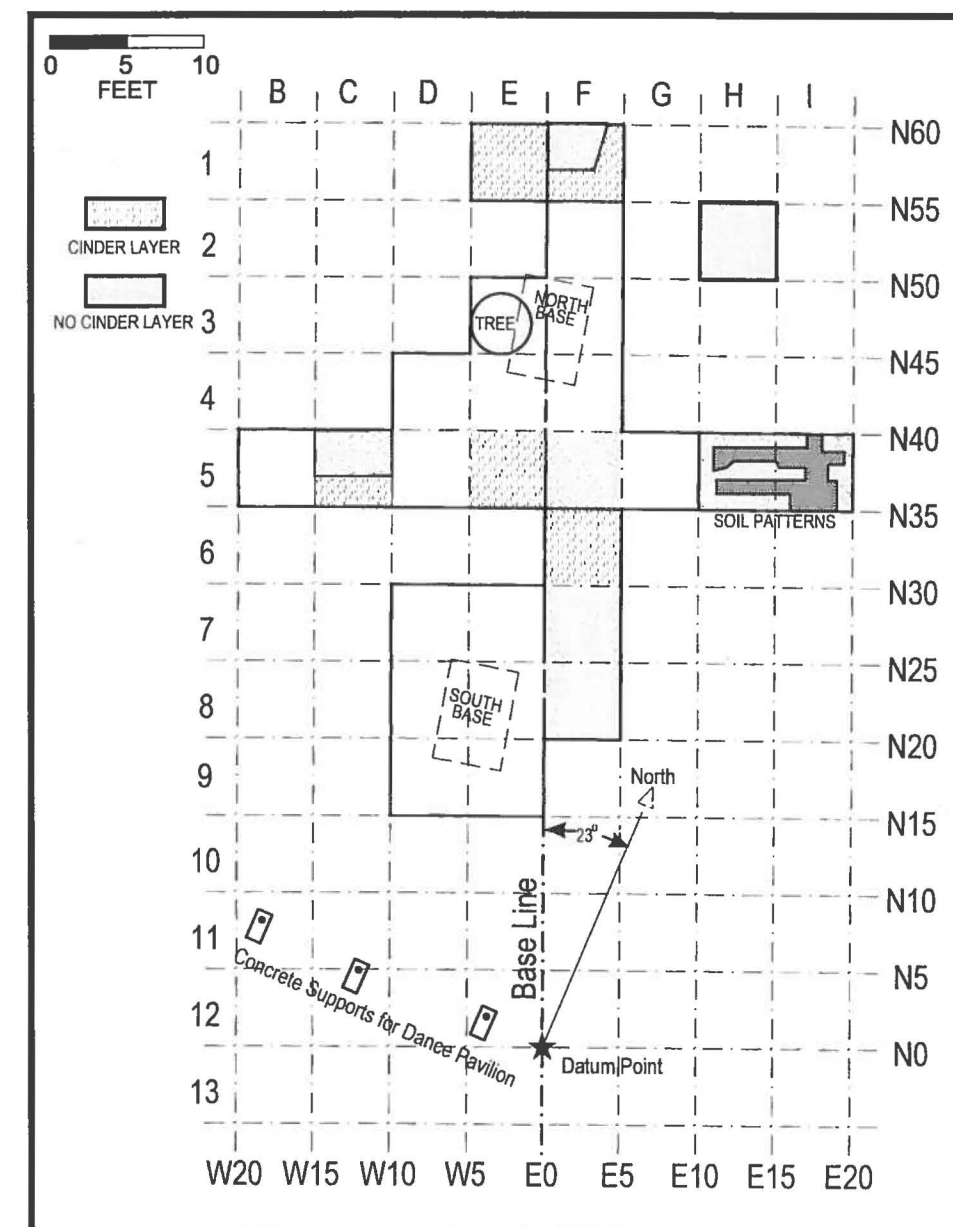 0 5 10
FEET
B C D E F G H I
N60
1
N55
CINDER LAYER
2
N50
NO CINDER LAYER
3
TREE
NORTH
BASE
N45
4
N40
5
SOIL PATTERNS
N35
6
N30
7
N25
8
SOUTH
BASE
N20
9
North
N15
23°
10
N10
11
Base Line
Concrete Supports for Dance Pavilion
N5
12
N0
Datum Point
13
W20 W15 W10 W5 E0 E5 E10 E15 E20